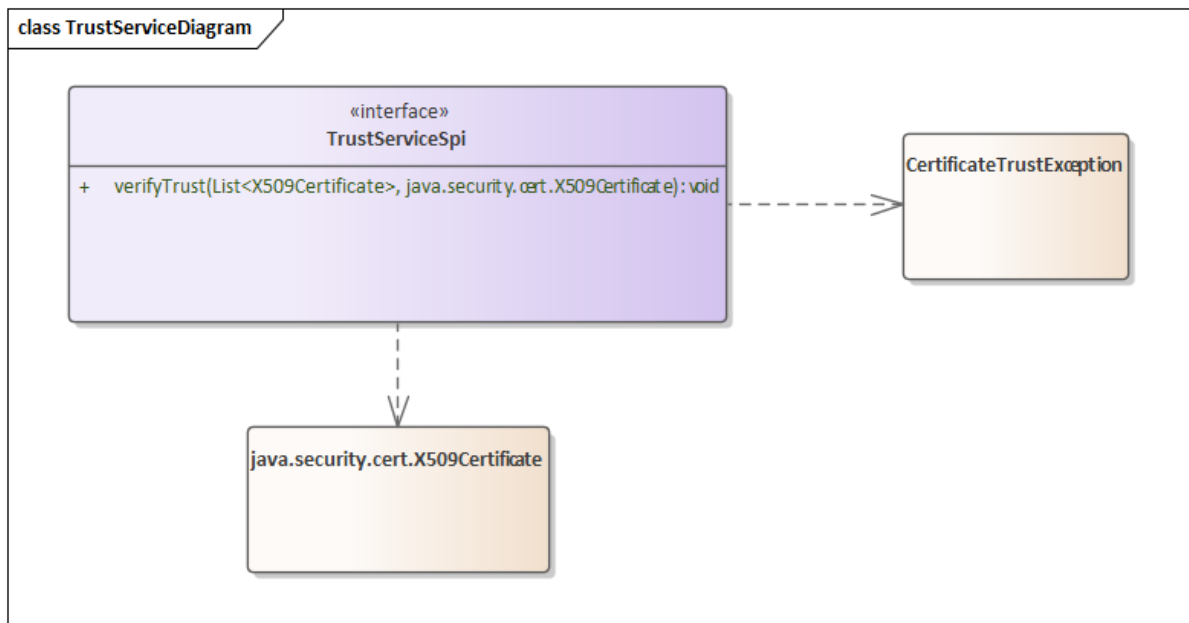 class TrustServiceDiagram
«interface»
TrustServiceSpi
+ verifyTrust(List<X509Certificate>, java.security.cert.X509Certificate): void
CertificateTrustException
java.security.cert.X509Certificate